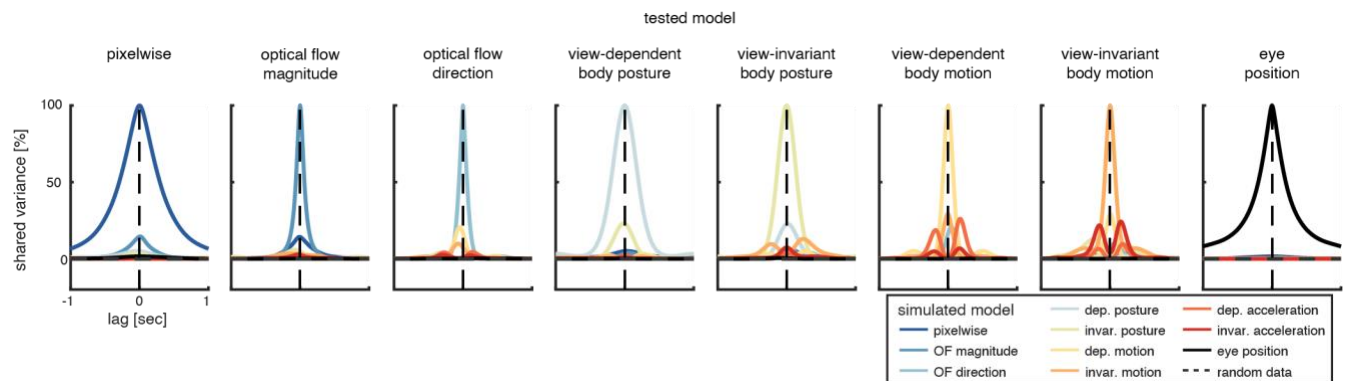 tested model
pixelwise
optical flow
magnitude
optical flow
direction
view-dependent
body posture
view-invariant
body posture
view-dependent
body motion
view-invariant
body motion
eye
position
shared variance [%]
100
50
0
-1 0 1
lag [sec]
simulated model
pixelwise
OF magnitude
OF direction
dep. posture
invar. posture
dep. motion
invar. motion
dep. acceleration
invar. acceleration
eye position
random data